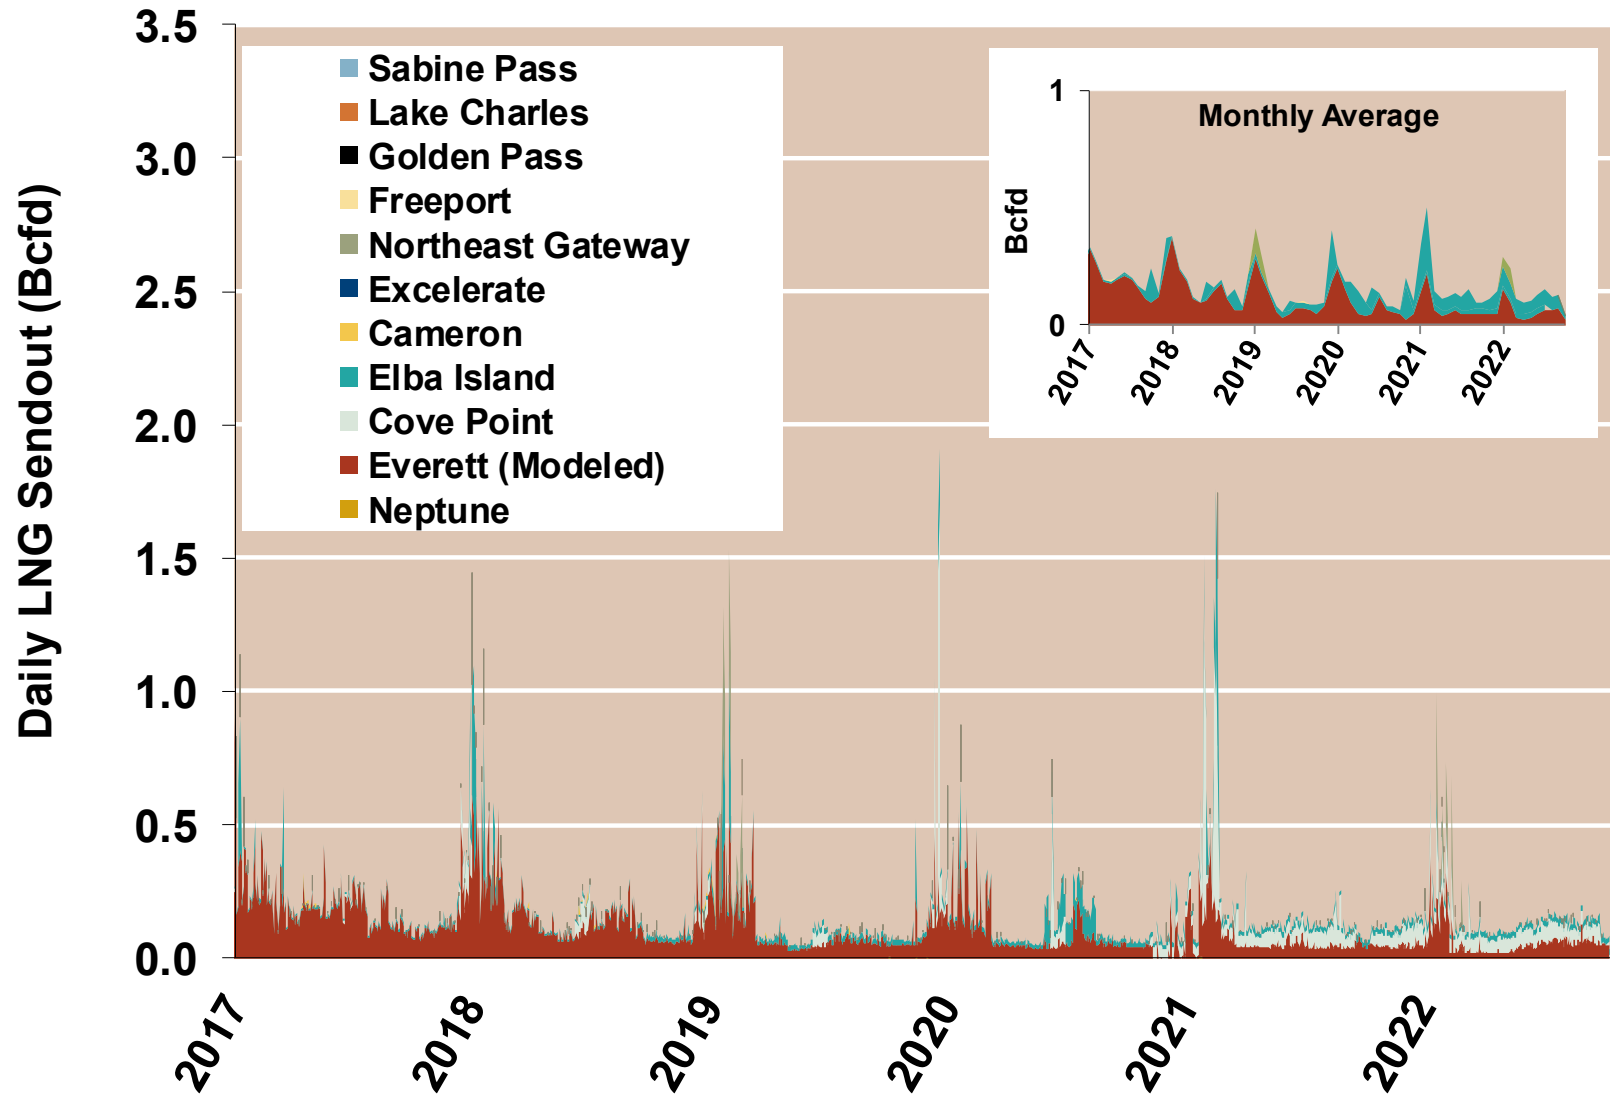 Daily LNG Sendout (Bcfd)
3.5
3.0
2.5
2.0
1.5
1.0
0.5
0.0
Sabine Pass
Lake Charles
Golden Pass
Freeport
Northeast Gateway
Excelerate
Cameron
Elba Island
Cove Point
Everett (Modeled)
Neptune
Monthly Average
Bcfd
1
0
2017
2018
2019
2020
2021
2022
2017
2018
2019
2020
2021
2022